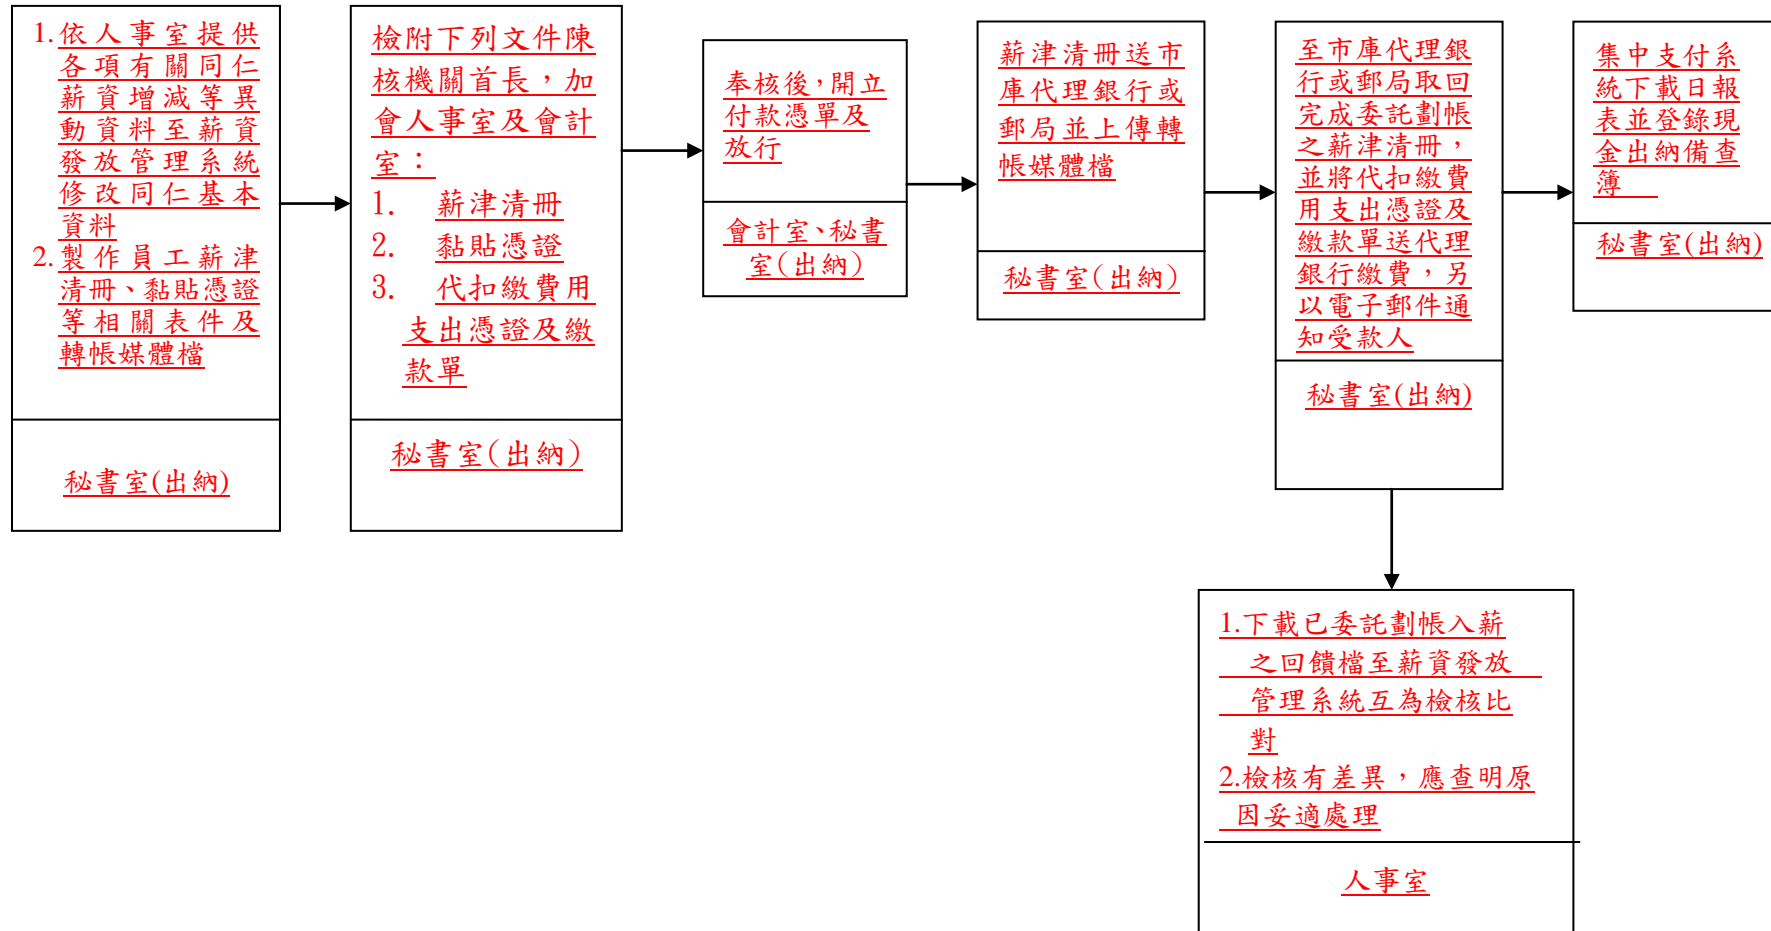 1.依人事室提供
各項有關同仁
薪資增減等異
動資料至薪資
發放管理系統
修改同仁基本
資料
2.製作員工薪津
清冊、黏貼憑證
等相關表件及
轉帳媒體檔
秘書室(出納)
檢附下列文件陳
核機關首長，加
會人事室及會計
室：
1. 薪津清冊
2. 黏貼憑證
3. 代扣繳費用
支出憑證及繳
款單
秘書室(出納)
奉核後，開立
付款憑單及
放行
會計室、秘書
室(出納)
薪津清冊送市
庫代理銀行或
郵局並上傳轉
帳媒體檔
秘書室(出納)
至市庫代理銀
行或郵局取回
完成委託劃帳
之薪津清冊，
並將代扣繳費
用支出憑證及
繳款單送代理
銀行繳費，另
以電子郵件通
知受款人
秘書室(出納)
集中支付系
統下載日報
表並登錄現
金出納備查
簿
秘書室(出納)
1.下載已委託劃帳入薪
之回饋檔至薪資發放
管理系統互為檢核比
對
2.檢核有差異，應查明原
因妥適處理
人事室